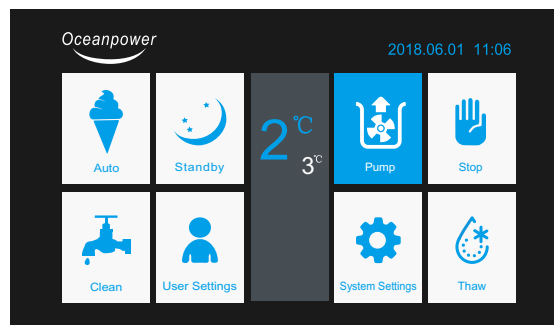 Oceanpower
2018.06.01 11:06
Auto
Standby
2℃
3℃
Pump
Stop
Clean
User Settings
System Settings
Thaw